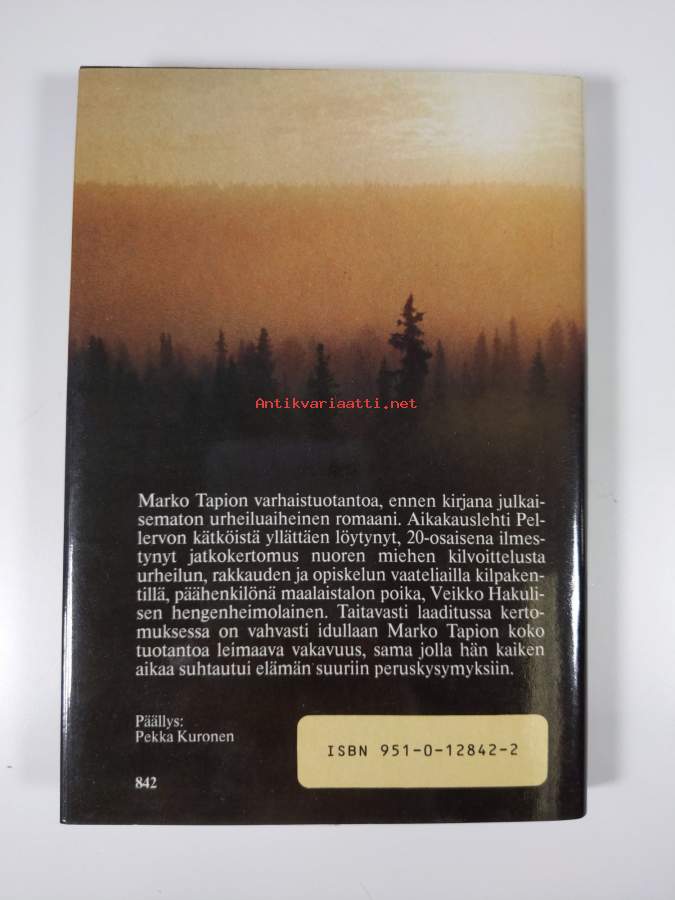 Antikvariaatti.net
Marko Tapion varhaistuotantoa, ennen kirjana julkai-
sematon urheiluaiheinen romaani. Aikakauslehti Pel-
lervon kätköistä yllättäen löytynyt, 20-osaisena ilmes-
tynyt jatkokertomus nuoren miehen kilvoittelusta
urheilun, rakkauden ja opiskelun vaateliailla kilpaken-
tillä, päähenkilönä maalaistalon poika, Veikko Hakuli-
sen hengenheimolainen. Taitavasti laaditussa kerto-
muksessa on vahvasti idullaan Marko Tapion koko
tuotantoa leimaava vakavuus, sama jolla hän kaiken
aikaa suhtautui elämän suuriin peruskysymyksiin.
Päällys:
Pekka Kuronen
ISBN 951-0-12842-2
842